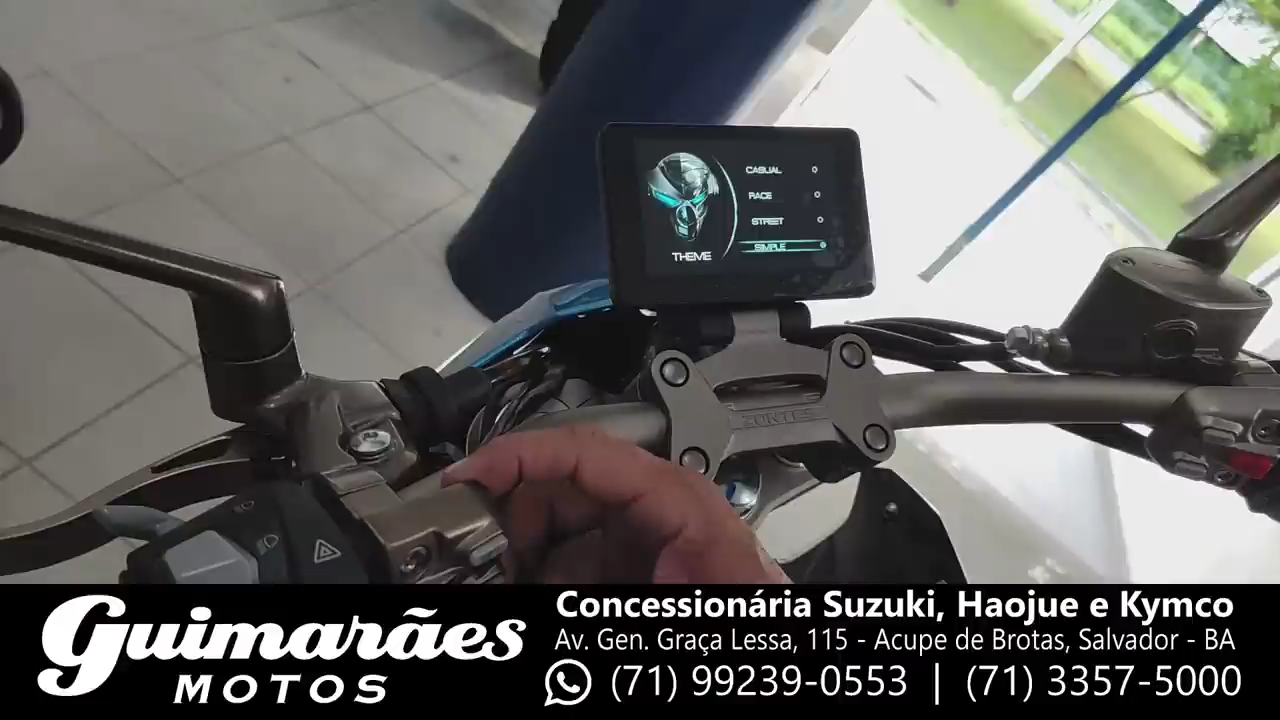 CASUAL
RACE
STREET
SIMPLE
THEME
ZONTES
Guimarães
MOTOS
Concessionária Suzuki, Haojue e Kymco
Av. Gen. Graça Lessa, 115 - Acupe de Brotas, Salvador - BA
(71) 99239-0553 | (71) 3357-5000